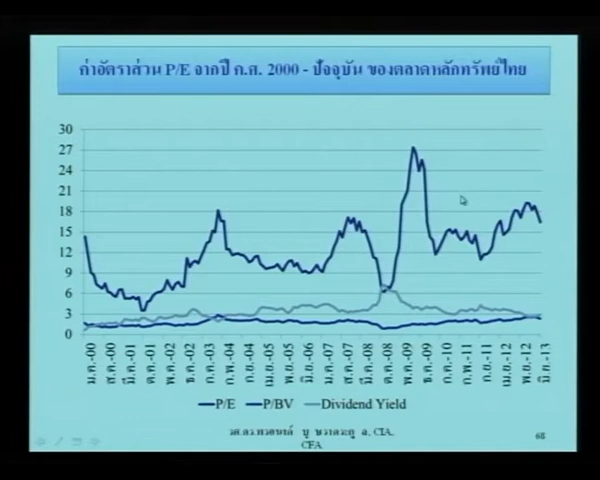 ค่าอัตราส่วน P/E จากปี ค.ศ. 2000 - ปัจจุบัน ของตลาดหลักทรัพย์ไทย
30
27
24
21
18
15
12
9
6
3
0
ม.ค.-00
ส.ค.-00
มี.ค.-01
ต.ค.-01
พ.ค.-02
ธ.ค.-02
ก.ค.-03
ก.พ.-04
ก.ย.-04
เม.ย.-05
พ.ย.-05
มิ.ย.-06
ม.ค.-07
ส.ค.-07
มี.ค.-08
ต.ค.-08
พ.ค.-09
ธ.ค.-09
ก.ค.-10
ก.พ.-11
ก.ย.-11
เม.ย.-12
พ.ย.-12
มิ.ย.-13
P/E P/BV Dividend Yield
รศ.ดร. CIA,
CFA
68